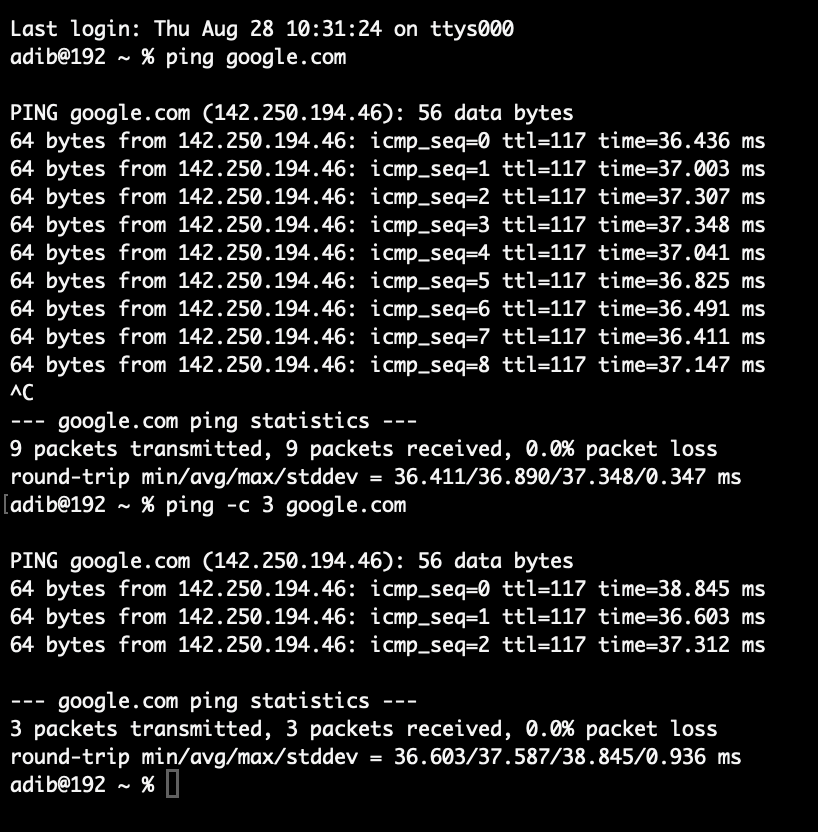 Last login: Thu Aug 28 10:31:24 on ttys000
adib@192 ~ % ping google.com
PING google.com (142.250.194.46): 56 data bytes
64 bytes from 142.250.194.46: icmp_seq=0 ttl=117 time=36.436 ms
64 bytes from 142.250.194.46: icmp_seq=1 ttl=117 time=37.003 ms
64 bytes from 142.250.194.46: icmp_seq=2 ttl=117 time=37.307 ms
64 bytes from 142.250.194.46: icmp_seq=3 ttl=117 time=37.348 ms
64 bytes from 142.250.194.46: icmp_seq=4 ttl=117 time=37.041 ms
64 bytes from 142.250.194.46: icmp_seq=5 ttl=117 time=36.825 ms
64 bytes from 142.250.194.46: icmp_seq=6 ttl=117 time=36.491 ms
64 bytes from 142.250.194.46: icmp_seq=7 ttl=117 time=36.411 ms
64 bytes from 142.250.194.46: icmp_seq=8 ttl=117 time=37.147 ms
^C
--- google.com ping statistics ---
9 packets transmitted, 9 packets received, 0.0% packet loss
round-trip min/avg/max/stddev = 36.411/36.890/37.348/0.347 ms
[adib@192 ~ % ping -c 3 google.com
PING google.com (142.250.194.46): 56 data bytes
64 bytes from 142.250.194.46: icmp_seq=0 ttl=117 time=38.845 ms
64 bytes from 142.250.194.46: icmp_seq=1 ttl=117 time=36.603 ms
64 bytes from 142.250.194.46: icmp_seq=2 ttl=117 time=37.312 ms
--- google.com ping statistics ---
3 packets transmitted, 3 packets received, 0.0% packet loss
round-trip min/avg/max/stddev = 36.603/37.587/38.845/0.936 ms
adib@192 ~ %